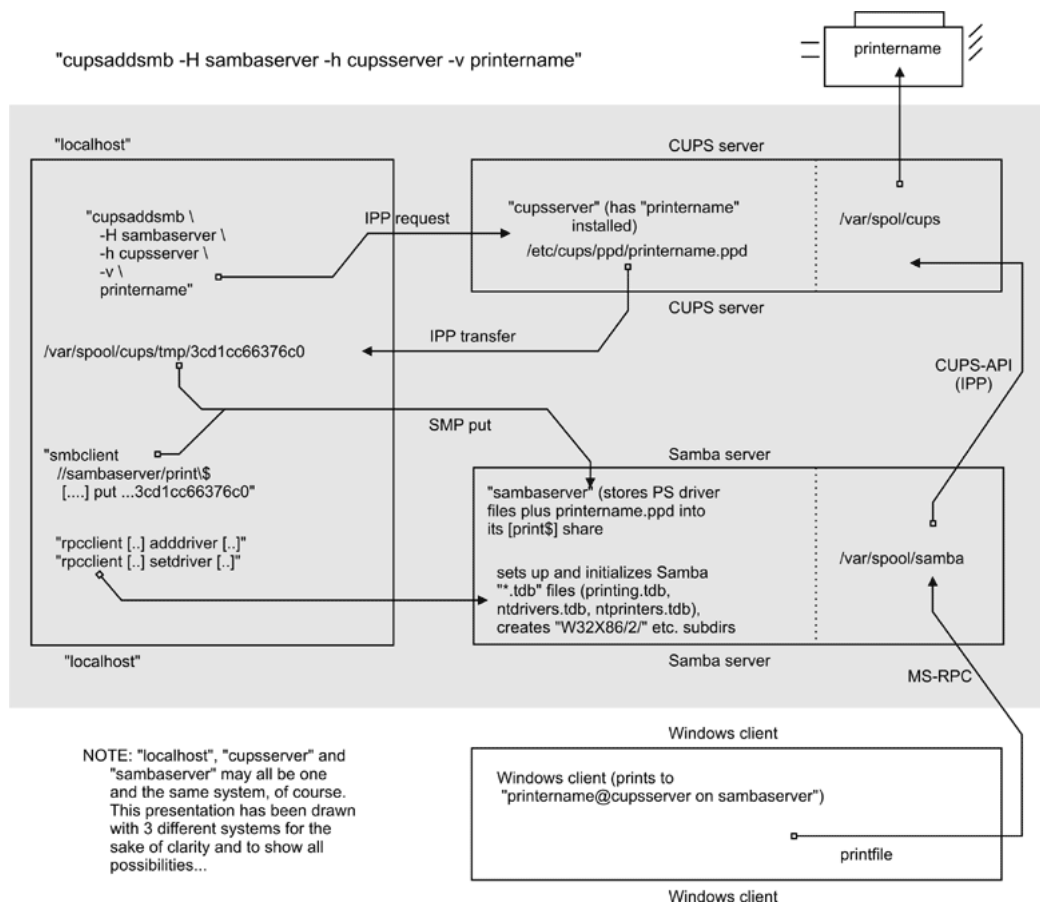 "cupsaddsmb -H sambaserver -h cupsserver -v printername"
printername
"localhost"
"cupsaddsmb \
-H sambaserver \
-h cupsserver \
-v \
printername"
IPP request
CUPS server
"cupsserver" (has "printername"
installed)
/etc/cups/ppd/printername.ppd
/var/spol/cups
CUPS server
IPP transfer
/var/spool/cups/tmp/3cd1cc66376c0
CUPS-API
(IPP)
SMP put
"smbclient
//sambaserver/print\$
[....] put ...3cd1cc66376c0"
"rpcclient [..] adddriver [..]"
"rpcclient [..] setdriver [..]"
"localhost"
Samba server
"sambaserver" (stores PS driver
files plus printername.ppd into
its [print$] share
sets up and initializes Samba
"*.tdb" files (printing.tdb,
ntdrivers.tdb, ntprinters.tdb),
creates "W32X86/2/" etc. subdirs
/var/spool/samba
Samba server
MS-RPC
NOTE: "localhost", "cupsserver" and
"sambaserver" may all be one
and the same system, of course.
This presentation has been drawn
with 3 different systems for the
sake of clarity and to show all
possibilities...
Windows client
Windows client (prints to
"printername@cupsserver on sambaserver")
printfile
Windows client